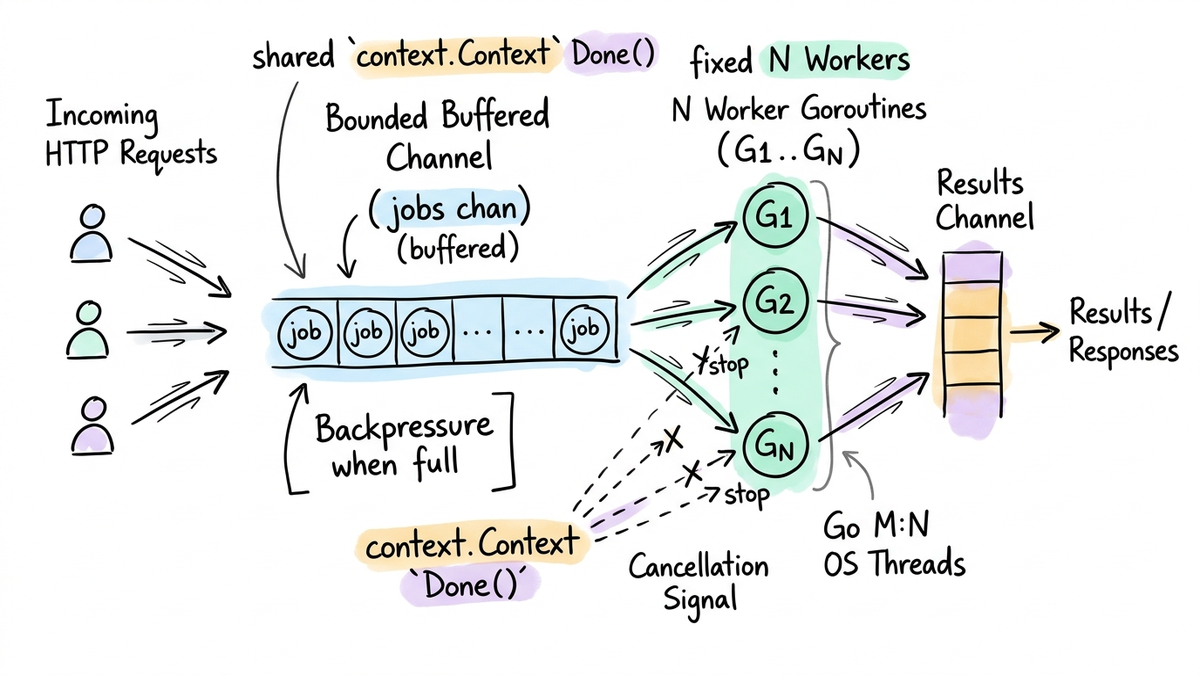 shared `context.Context` Done()
fixed N Workers
Incoming
HTTP Requests
Bounded Buffered
Channel
(jobs chan)
(buffered)
N Worker Goroutines
(G1..GN)
Results
Channel
job job job ... ... job
G1
G2
GN
stop
stop
Results/
Responses
Backpressure
when full
context.Context
`Done()´
Cancellation
Signal
Go M:N
OS Threads